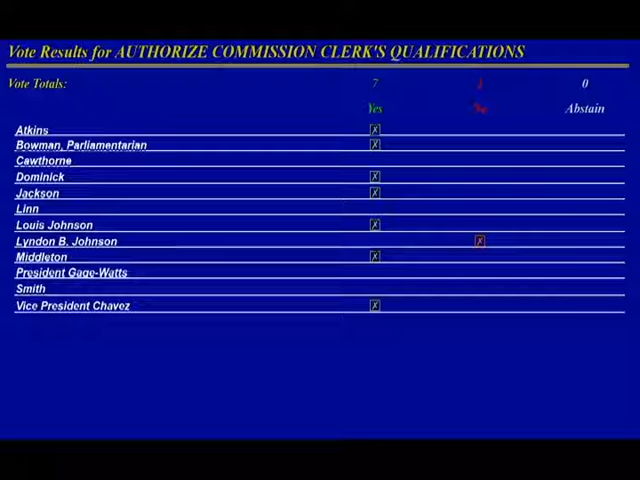 Vote Results for AUTHORIZE COMMISSION CLERK'S QUALIFICATIONS
Vote Totals: 7 1 0
Yes No Abstain
Atkins
Bowman, Parliamentarian
Cawthorne
Dominick
Jackson
Linn
Louis Johnson
Lyndon B. Johnson
Middleton
President Gage-Watts
Smith
Vice President Chavez